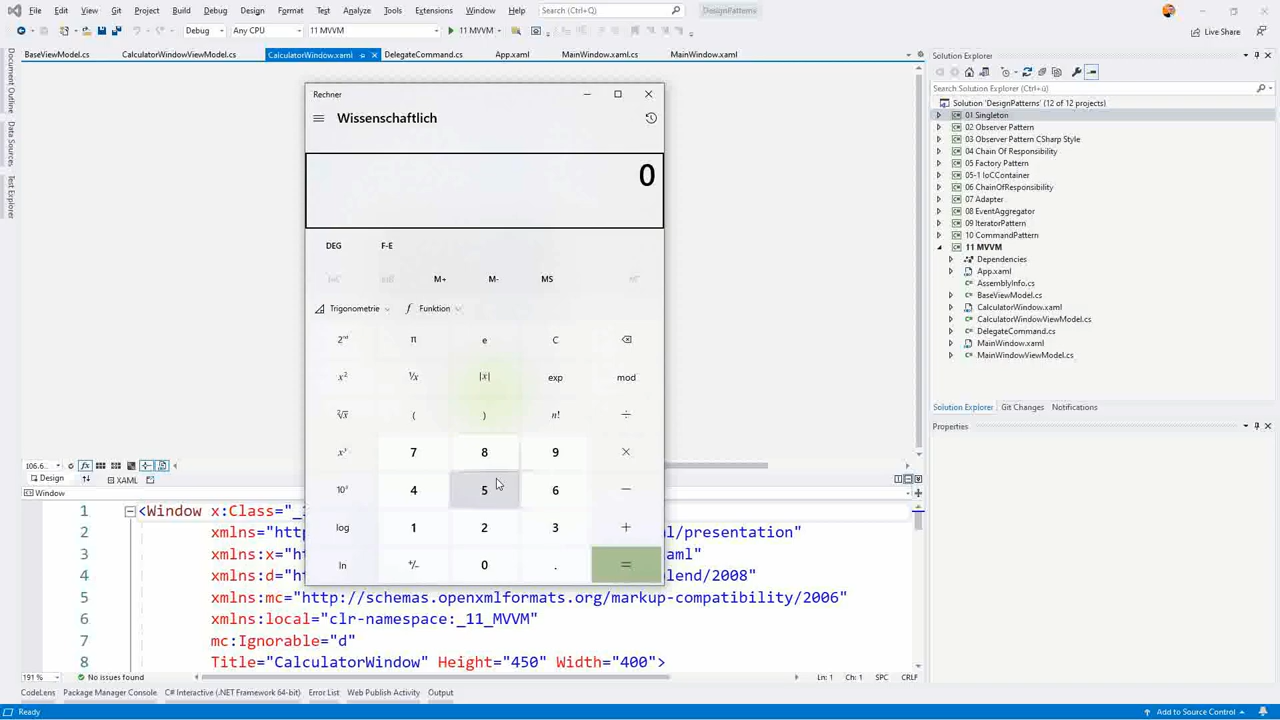 File Edit View Git Project Build Debug Design Format Test Analyze Tools Extensions Window Help Search (Ctrl+Q) DesignPatterns
Debug Any CPU 11 MVVM 11 MVVM Live Share
BaseViewModel.cs CalculatorWindowViewModel.cs CalculatorWindow.xaml DelegateCommand.cs App.xaml MainWindow.xaml.cs MainWindow.xaml
Document Outline
Data Sources
Test Explorer
Rechner
Wissenschaftlich
0
DEG F-E
M+ M- MS
Trigonometrie f Funktion
2ⁿᵈ π e C
x² ¹⁄x |x| exp mod
( ) n! ÷
7 8 9 ×
4 5 6 −
log 1 2 3 +
ln +/− 0 . =
106.6...
Design XAML
Window
1 <Window x:Class="_
2 xmlns="
3 xmlns:x="
4 xmlns:d="
5 xmlns:mc="http://schemas.openxmlformats.org/markup-compatibility/2006"
6 xmlns:local="clr-namespace:_11_MVVM"
7 mc:Ignorable="d"
8 Title="CalculatorWindow" Height="450" Width="400">
191 % No issues found Ln: 1 Ch: 1 SPC CRLF
CodeLens Package Manager Console C# Interactive (.NET Framework 64-bit) Error List Web Publish Activity Output
Ready Add to Source Control
Solution Explorer
Search Solution Explorer (Ctrl+ü)
Solution 'DesignPatterns' (12 of 12 projects)
01 Singleton
02 Observer Pattern
03 Observer Pattern CSharp Style
04 Chain Of Responsibility
05 Factory Pattern
05-1 IoCContainer
06 ChainOfResponsibility
07 Adapter
08 EventAggregator
09 IteratorPattern
10 CommandPattern
11 MVVM
Dependencies
App.xaml
AssemblyInfo.cs
BaseViewModel.cs
CalculatorWindow.xaml
CalculatorWindowViewModel.cs
DelegateCommand.cs
MainWindow.xaml
MainWindowViewModel.cs
Solution Explorer Git Changes Notifications
Properties